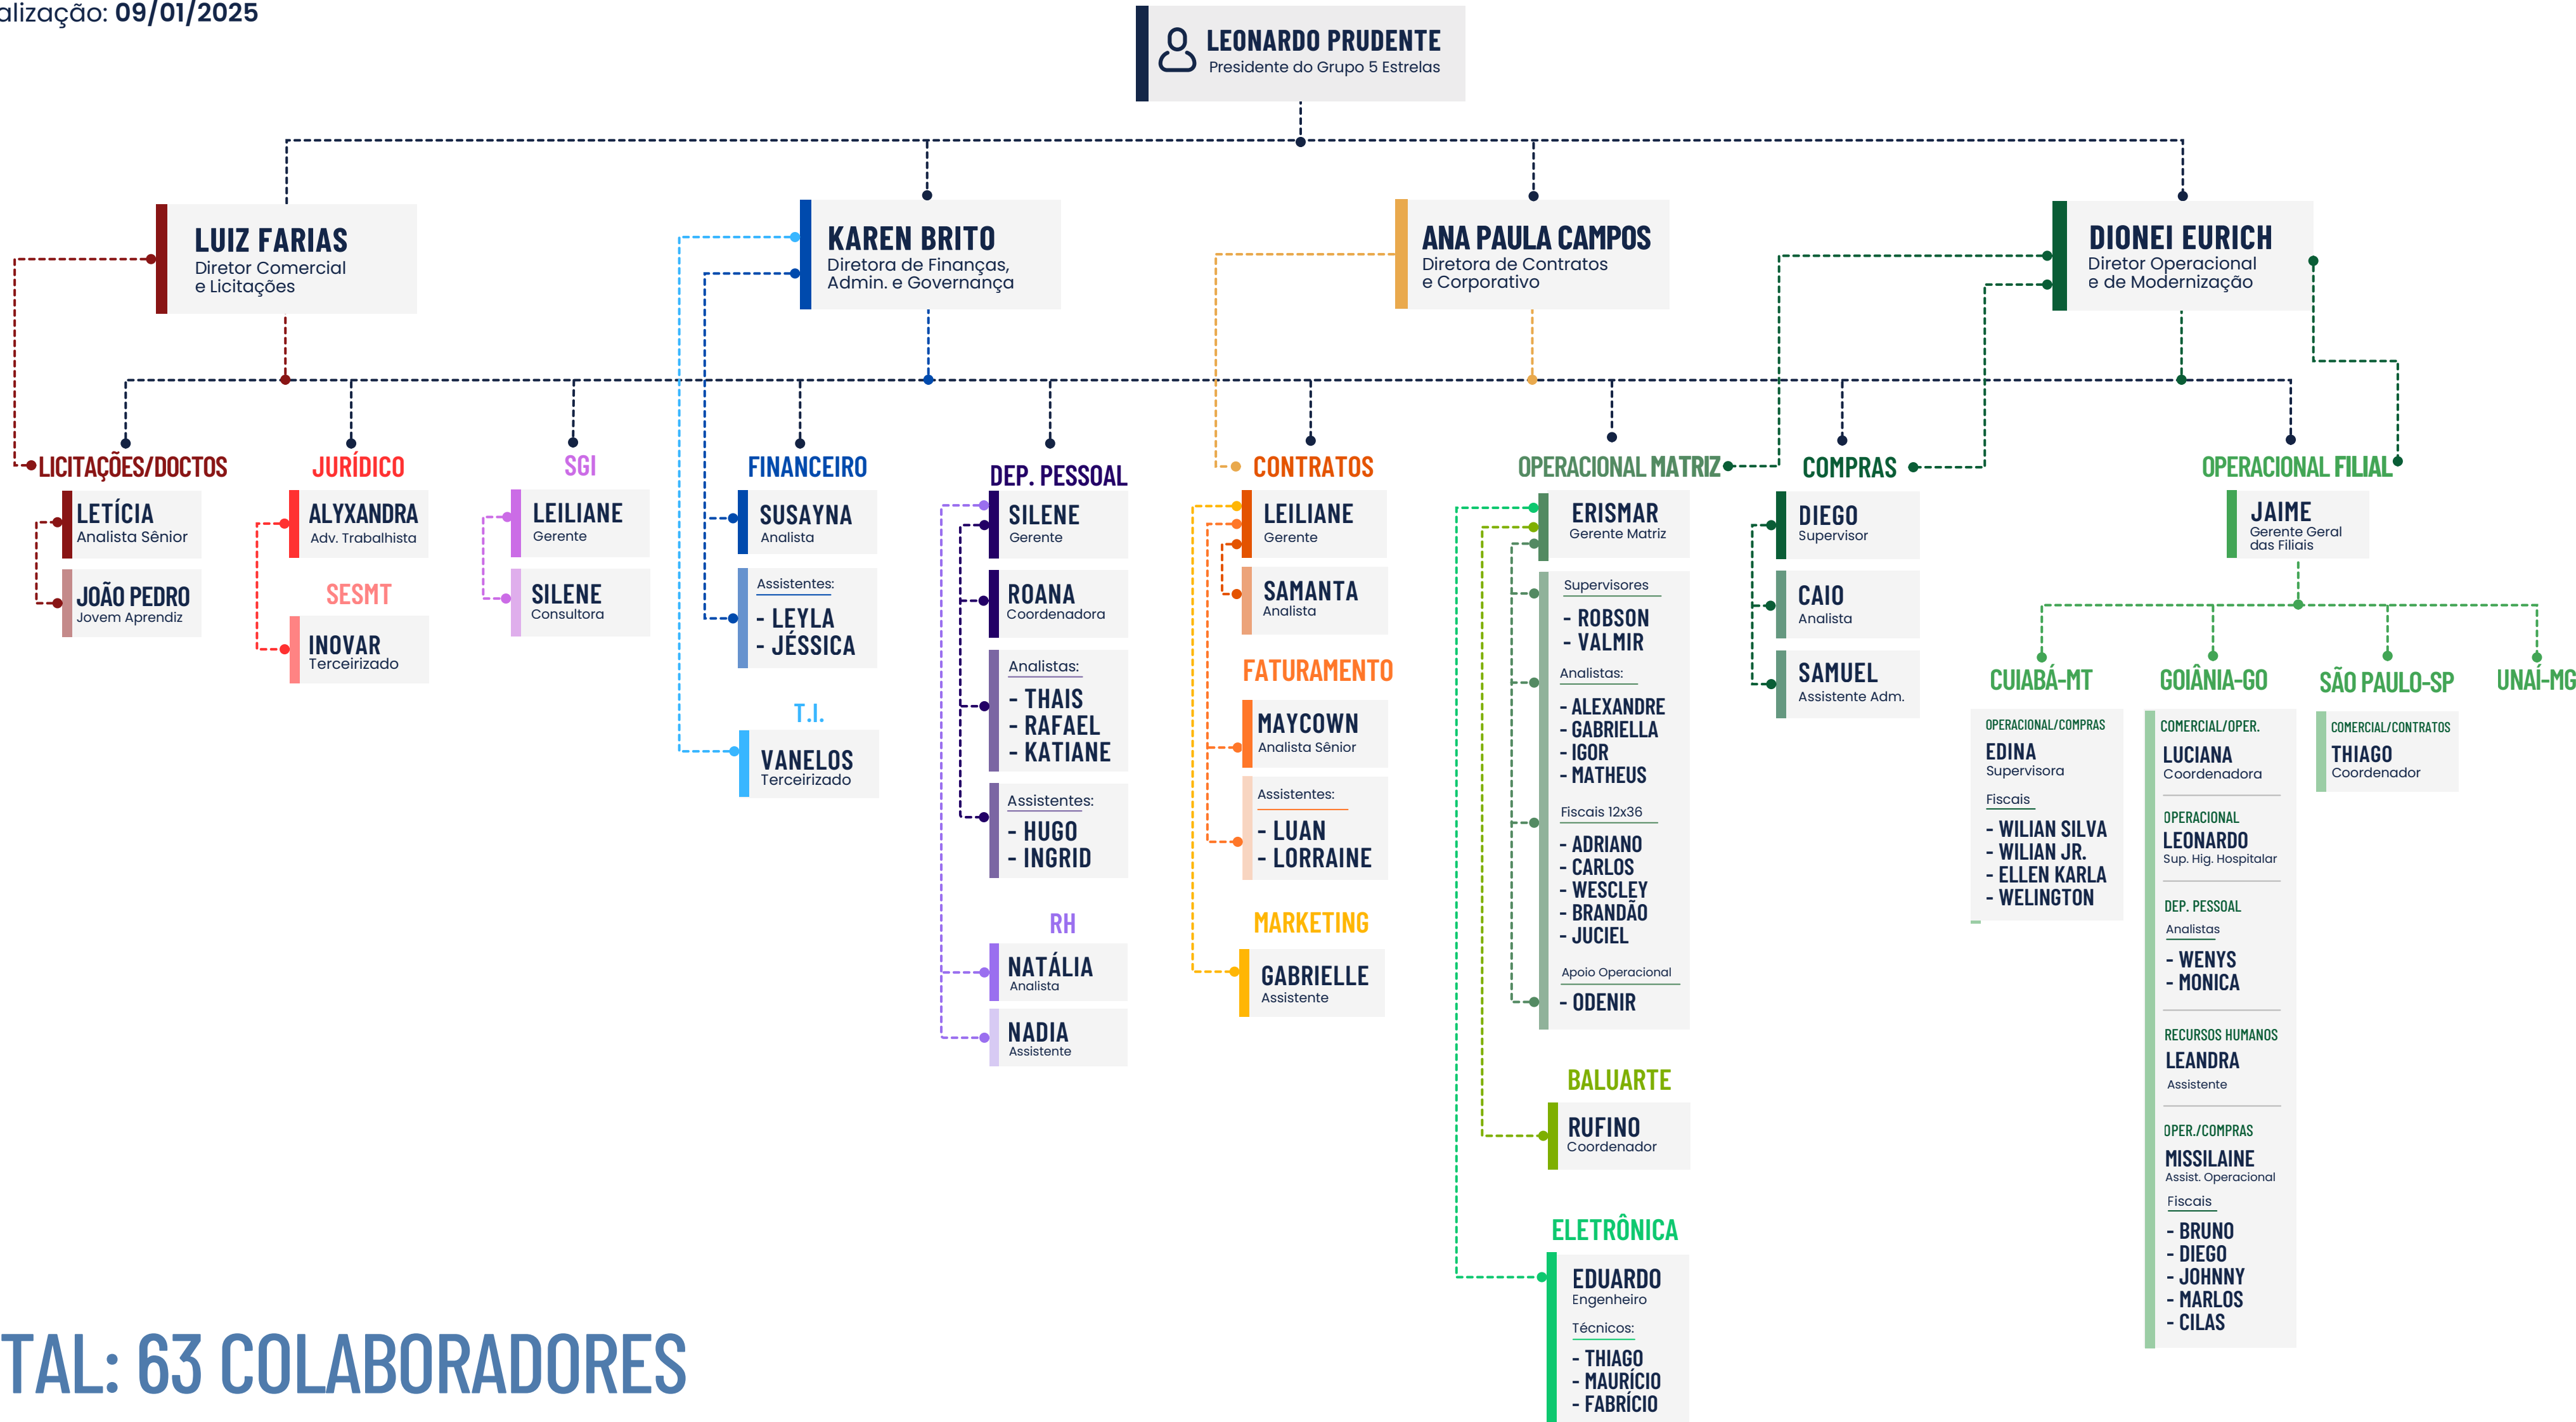 alização: 09/01/2025
LEONARDO PRUDENTE
Presidente do Grupo 5 Estrelas
LUIZ FARIAS
Diretor Comercial
e Licitações
KAREN BRITO
Diretora de Finanças,
Admin. e Governança
ANA PAULA CAMPOS
Diretora de Contratos
e Corporativo
DIONEI EURICH
Diretor Operacional
e de Modernização
LICITAÇÕES/DOCTOS
LETÍCIA
Analista Sênior
JOÃO PEDRO
Jovem Aprendiz
JURÍDICO
ALYXANDRA
Adv. Trabalhista
SESMT
INOVAR
Terceirizado
SGI
LEILIANE
Gerente
SILENE
Consultora
FINANCEIRO
SUSAYNA
Analista
Assistentes:
- LEYLA
- JÉSSICA
T.I.
VANELOS
Terceirizado
DEP. PESSOAL
SILENE
Gerente
ROANA
Coordenadora
Analistas:
- THAIS
- RAFAEL
- KATIANE
Assistentes:
- HUGO
- INGRID
RH
NATÁLIA
Analista
NADIA
Assistente
CONTRATOS
LEILIANE
Gerente
SAMANTA
Analista
FATURAMENTO
MAYCOWN
Analista Sênior
Assistentes:
- LUAN
- LORRAINE
MARKETING
GABRIELLE
Assistente
OPERACIONAL MATRIZ
ERISMAR
Gerente Matriz
Supervisores
- ROBSON
- VALMIR
Analistas:
- ALEXANDRE
- GABRIELLA
- IGOR
- MATHEUS
Fiscais 12x36
- ADRIANO
- CARLOS
- WESCLEY
- BRANDÃO
- JUCIEL
Apoio Operacional
- ODENIR
BALUARTE
RUFINO
Coordenador
ELETRÔNICA
EDUARDO
Engenheiro
Técnicos:
- THIAGO
- MAURÍCIO
- FABRÍCIO
COMPRAS
DIEGO
Supervisor
CAIO
Analista
SAMUEL
Assistente Adm.
OPERACIONAL FILIAL
JAIME
Gerente Geral
das Filiais
CUIABÁ-MT
OPERACIONAL/COMPRAS
EDINA
Supervisora
Fiscais
- WILIAN SILVA
- WILIAN JR.
- ELLEN KARLA
- WELINGTON
GOIÂNIA-GO
COMERCIAL/OPER.
LUCIANA
Coordenadora
OPERACIONAL
LEONARDO
Sup. Hig. Hospitalar
DEP. PESSOAL
Analistas
- WENYS
- MONICA
RECURSOS HUMANOS
LEANDRA
Assistente
OPER./COMPRAS
MISSILAINE
Assist. Operacional
Fiscais
- BRUNO
- DIEGO
- JOHNNY
- MARLOS
- CILAS
SÃO PAULO-SP
COMERCIAL/CONTRATOS
THIAGO
Coordenador
UNAÍ-MG
TAL: 63 COLABORADORES